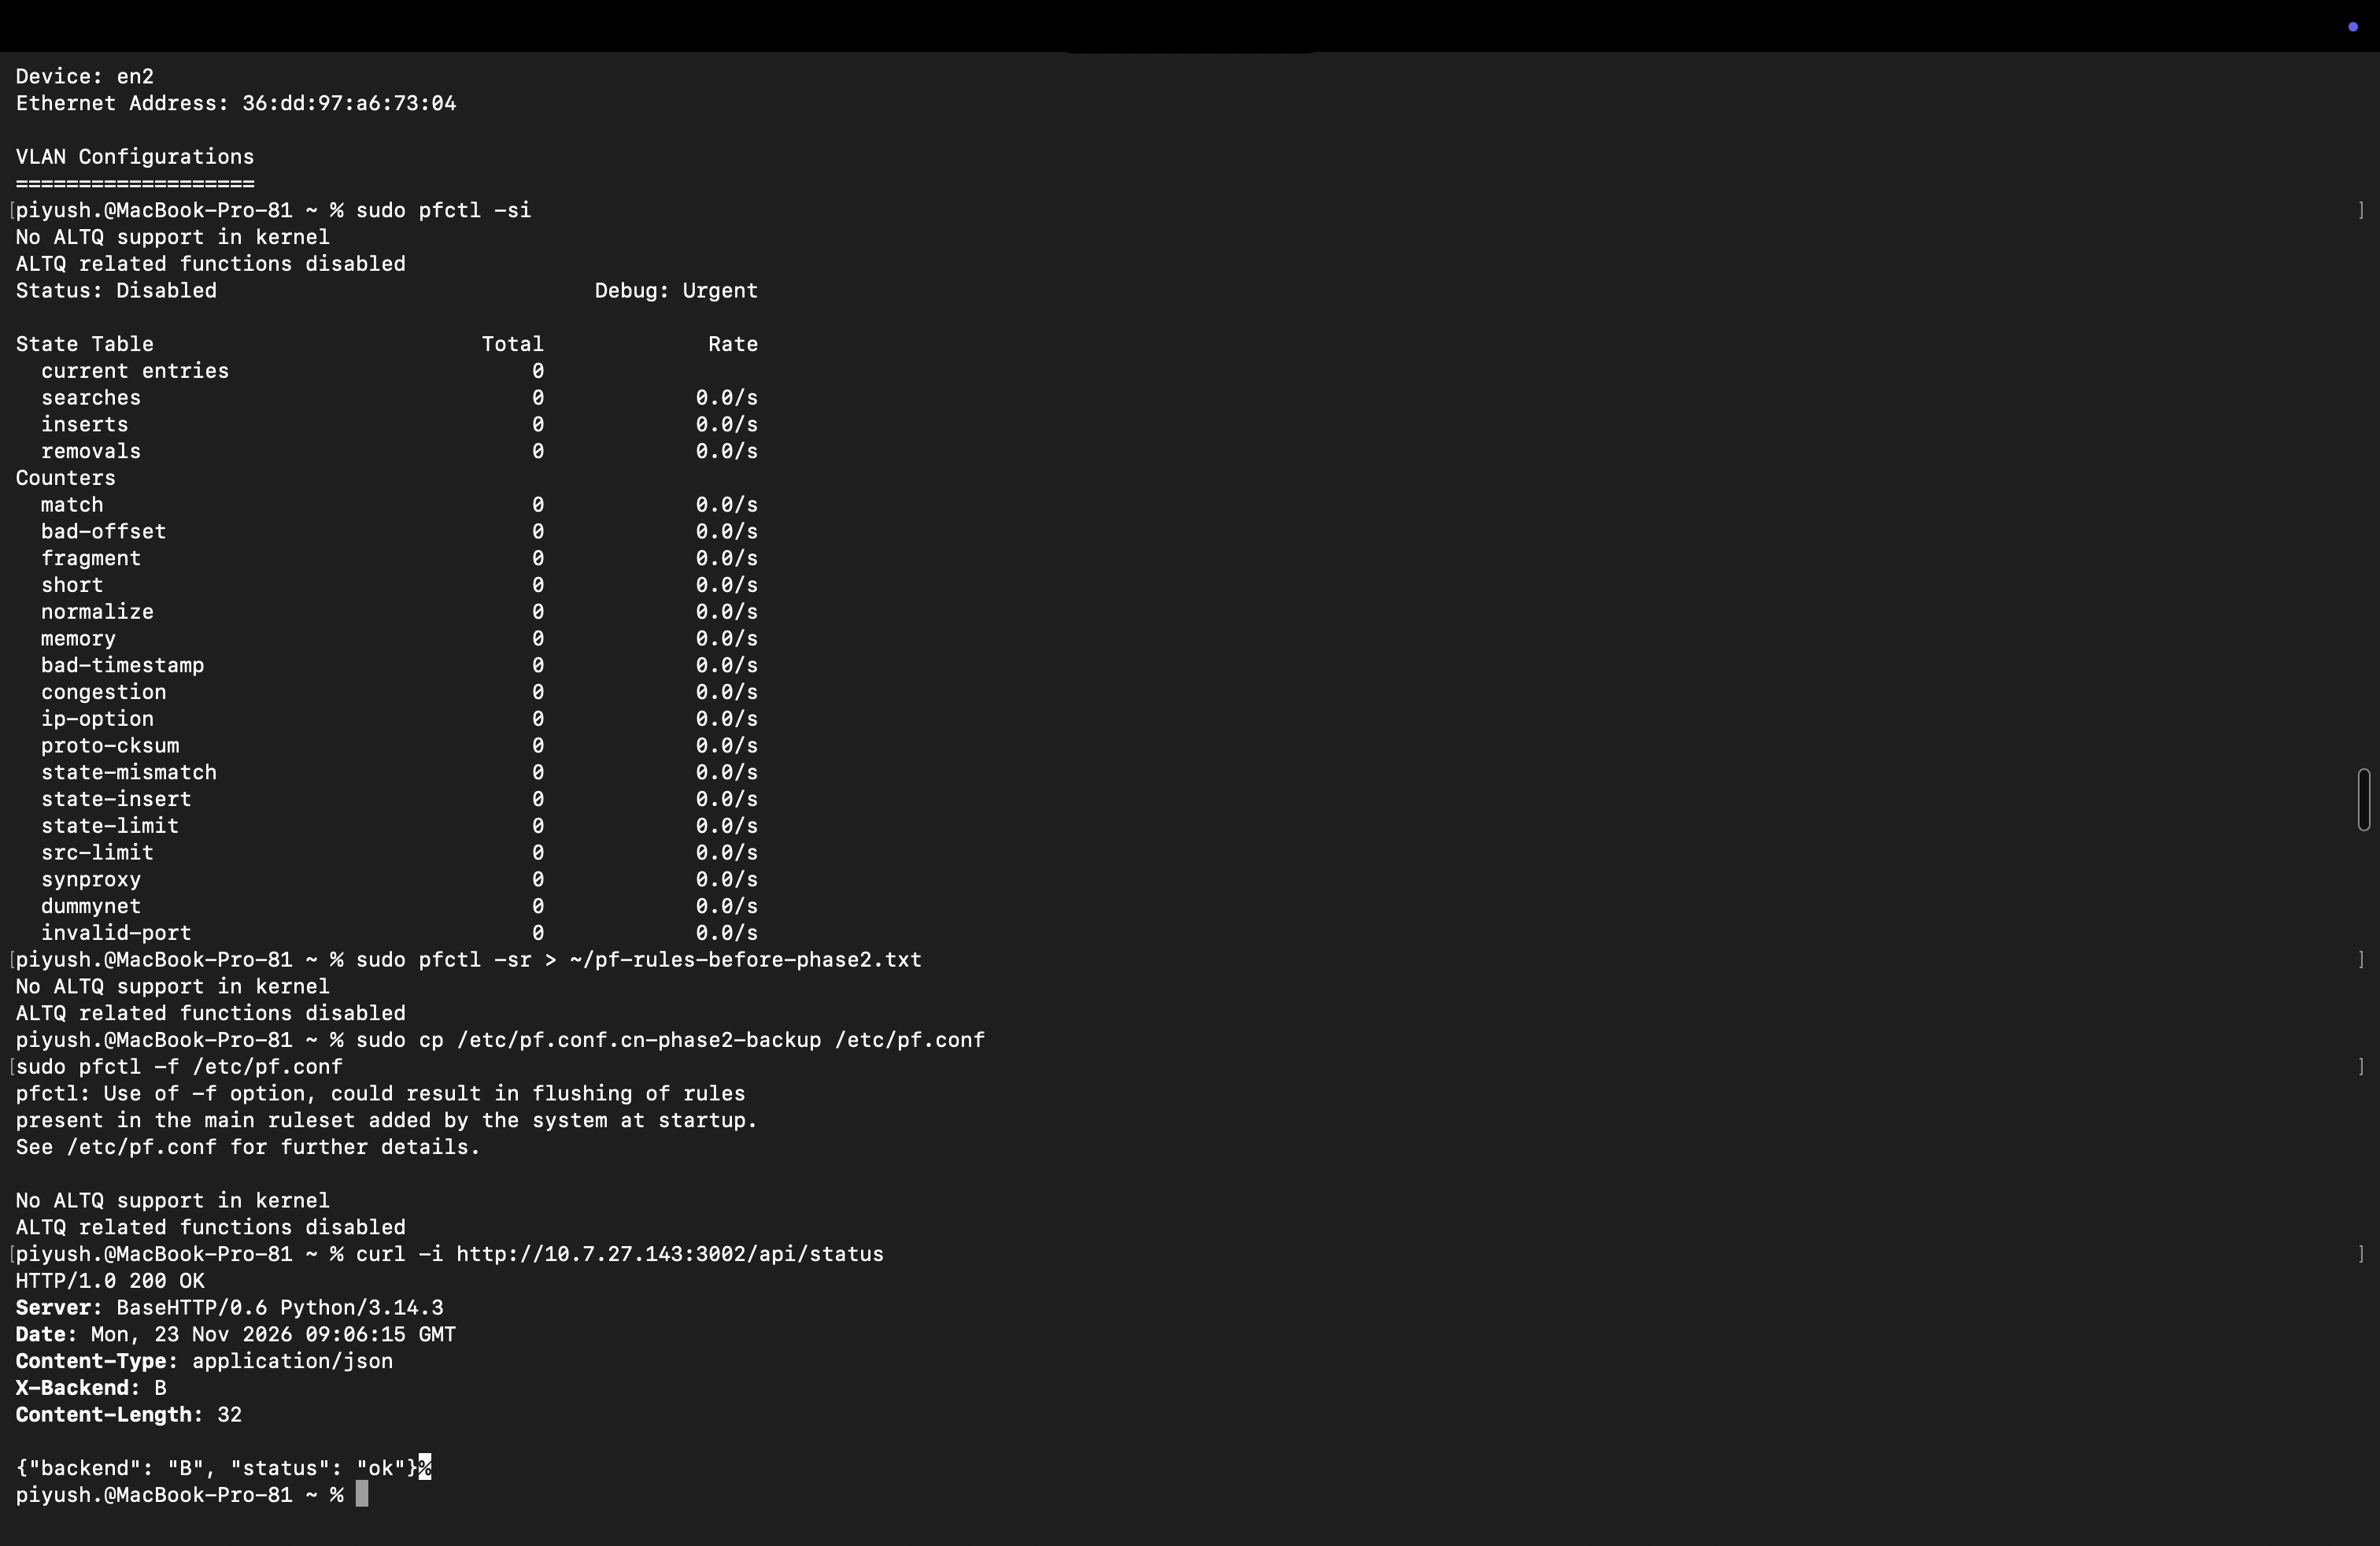 Device: en2
Ethernet Address: 36:dd:97:a6:73:04
VLAN Configurations
===================
[piyush.@MacBook-Pro-81 ~ % sudo pfctl -si ]
No ALTQ support in kernel
ALTQ related functions disabled
Status: Disabled Debug: Urgent
State Table Total Rate
current entries 0
searches 0 0.0/s
inserts 0 0.0/s
removals 0 0.0/s
Counters
match 0 0.0/s
bad-offset 0 0.0/s
fragment 0 0.0/s
short 0 0.0/s
normalize 0 0.0/s
memory 0 0.0/s
bad-timestamp 0 0.0/s
congestion 0 0.0/s
ip-option 0 0.0/s
proto-cksum 0 0.0/s
state-mismatch 0 0.0/s
state-insert 0 0.0/s
state-limit 0 0.0/s
src-limit 0 0.0/s
synproxy 0 0.0/s
dummynet 0 0.0/s
invalid-port 0 0.0/s
[piyush.@MacBook-Pro-81 ~ % sudo pfctl -sr > ~/pf-rules-before-phase2.txt ]
No ALTQ support in kernel
ALTQ related functions disabled
piyush.@MacBook-Pro-81 ~ % sudo cp /etc/pf.conf.cn-phase2-backup /etc/pf.conf
[sudo pfctl -f /etc/pf.conf ]
pfctl: Use of -f option, could result in flushing of rules
present in the main ruleset added by the system at startup.
See /etc/pf.conf for further details.
No ALTQ support in kernel
ALTQ related functions disabled
[piyush.@MacBook-Pro-81 ~ % curl -i http://10.7.27.143:3002/api/status ]
HTTP/1.0 200 OK
Server: BaseHTTP/0.6 Python/3.14.3
Date: Mon, 23 Nov 2026 09:06:15 GMT
Content-Type: application/json
X-Backend: B
Content-Length: 32
{"backend": "B", "status": "ok"}%
piyush.@MacBook-Pro-81 ~ %